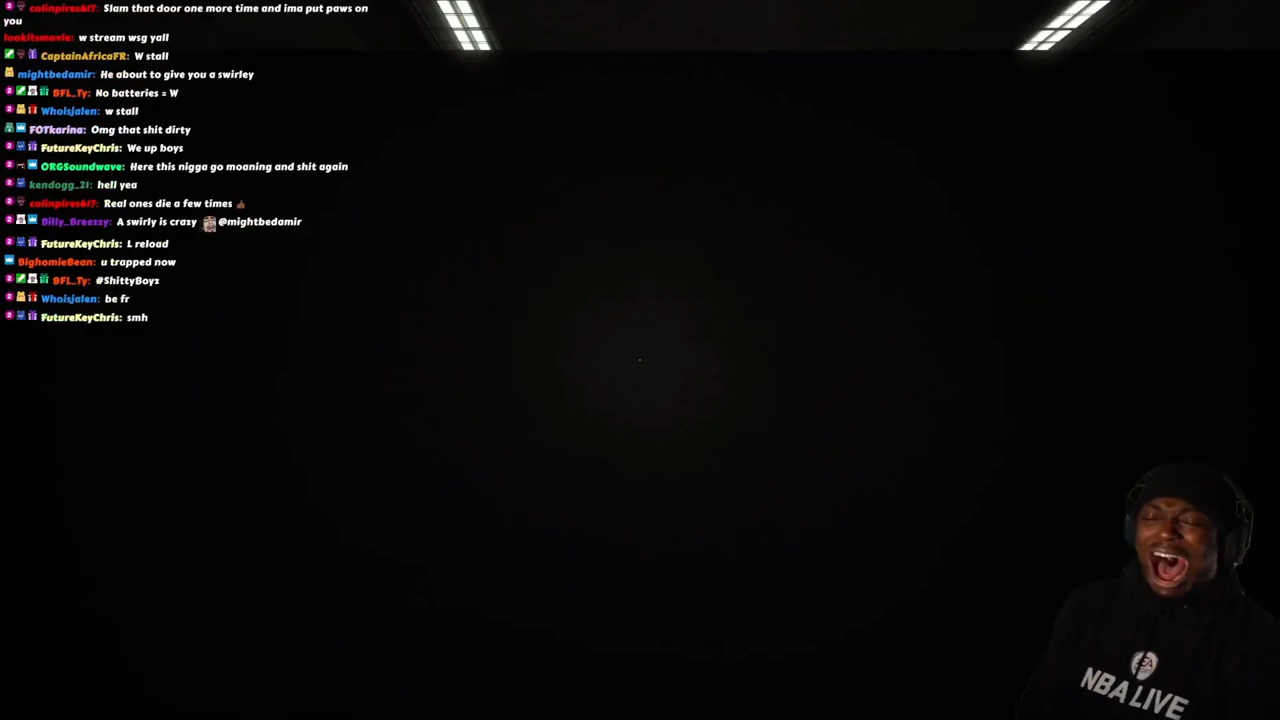 colinpires617: Slam that door one more time and ima put paws on
you
lookitsmovie: w stream wsg yall
CaptainAfricaFR: W stall
mightbedamir: He about to give you a swirley
BFL_Ty: No batteries = W
Whoisjalen: w stall
FOTkarina: Omg that shit dirty
FutureKeyChris: We up boys
ORGSoundwave: Here this nigga go moaning and shit again
kendogg_21: hell yea
colinpires617: Real ones die a few times
Billy_Breezzy: A swirly is crazy @mightbedamir
FutureKeyChris: L reload
BighomieBean: u trapped now
BFL_Ty: #ShittyBoyz
Whoisjalen: be fr
FutureKeyChris: smh
EA
NBA LIVE